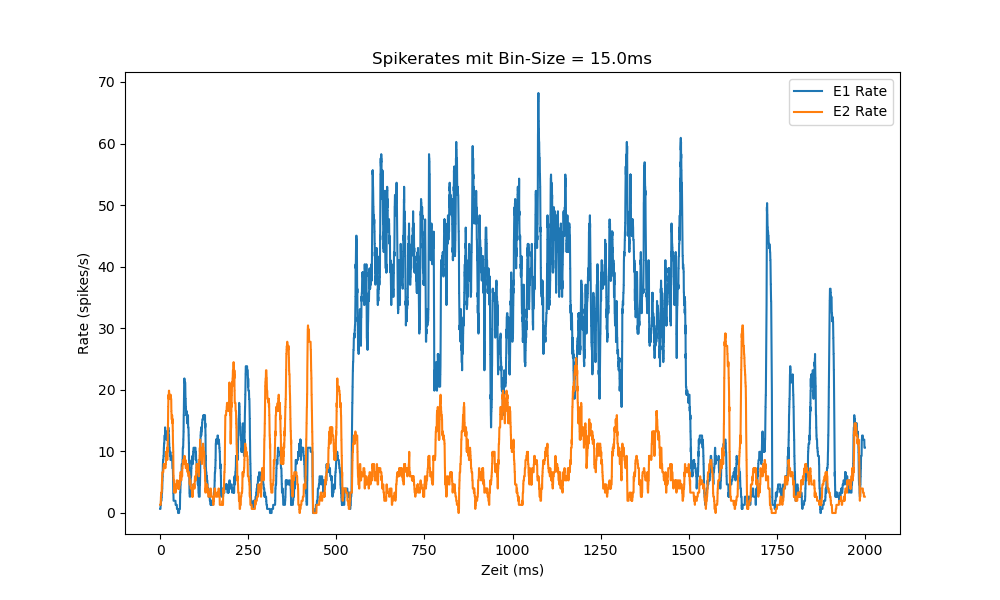 Spikerates mit Bin-Size = 15.0ms
E1 Rate
E2 Rate
Rate (spikes/s)
70
60
50
40
30
20
10
0
0 250 500 750 1000 1250 1500 1750 2000
Zeit (ms)